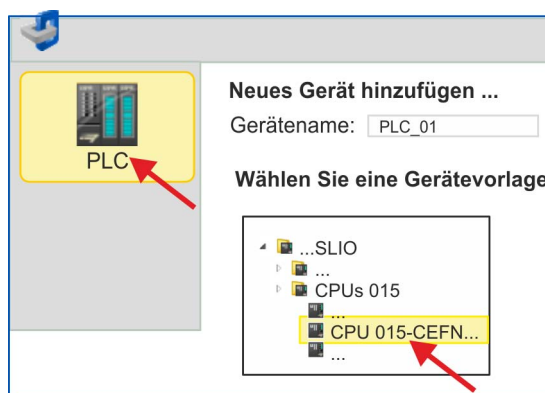 PLC
Neues Gerät hinzufügen ...
Gerätename: PLC_01
Wählen Sie eine Gerätevorlage
...SLIO
...
CPUs 015
...
CPU 015-CEFN...
...